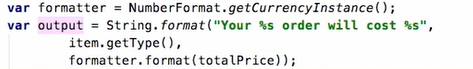 var formatter = NumberFormat.getCurrencyInstance();
var output = String.format("Your %s order will cost %s",
item.getType(),
formatter.format(totalPrice));